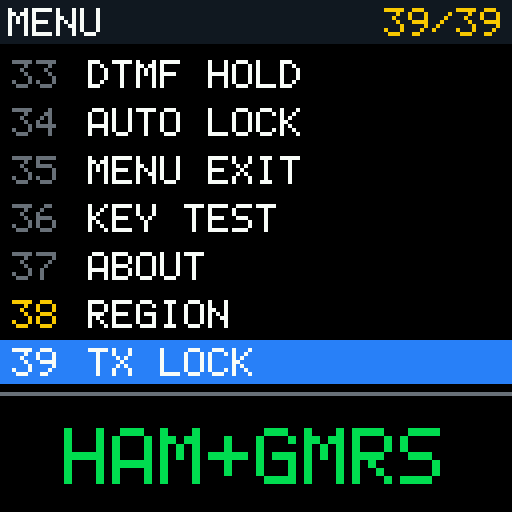 MENU 39/39
33 DTMF HOLD
34 AUTO LOCK
35 MENU EXIT
36 KEY TEST
37 ABOUT
38 REGION
39 TX LOCK
HAM+GMRS